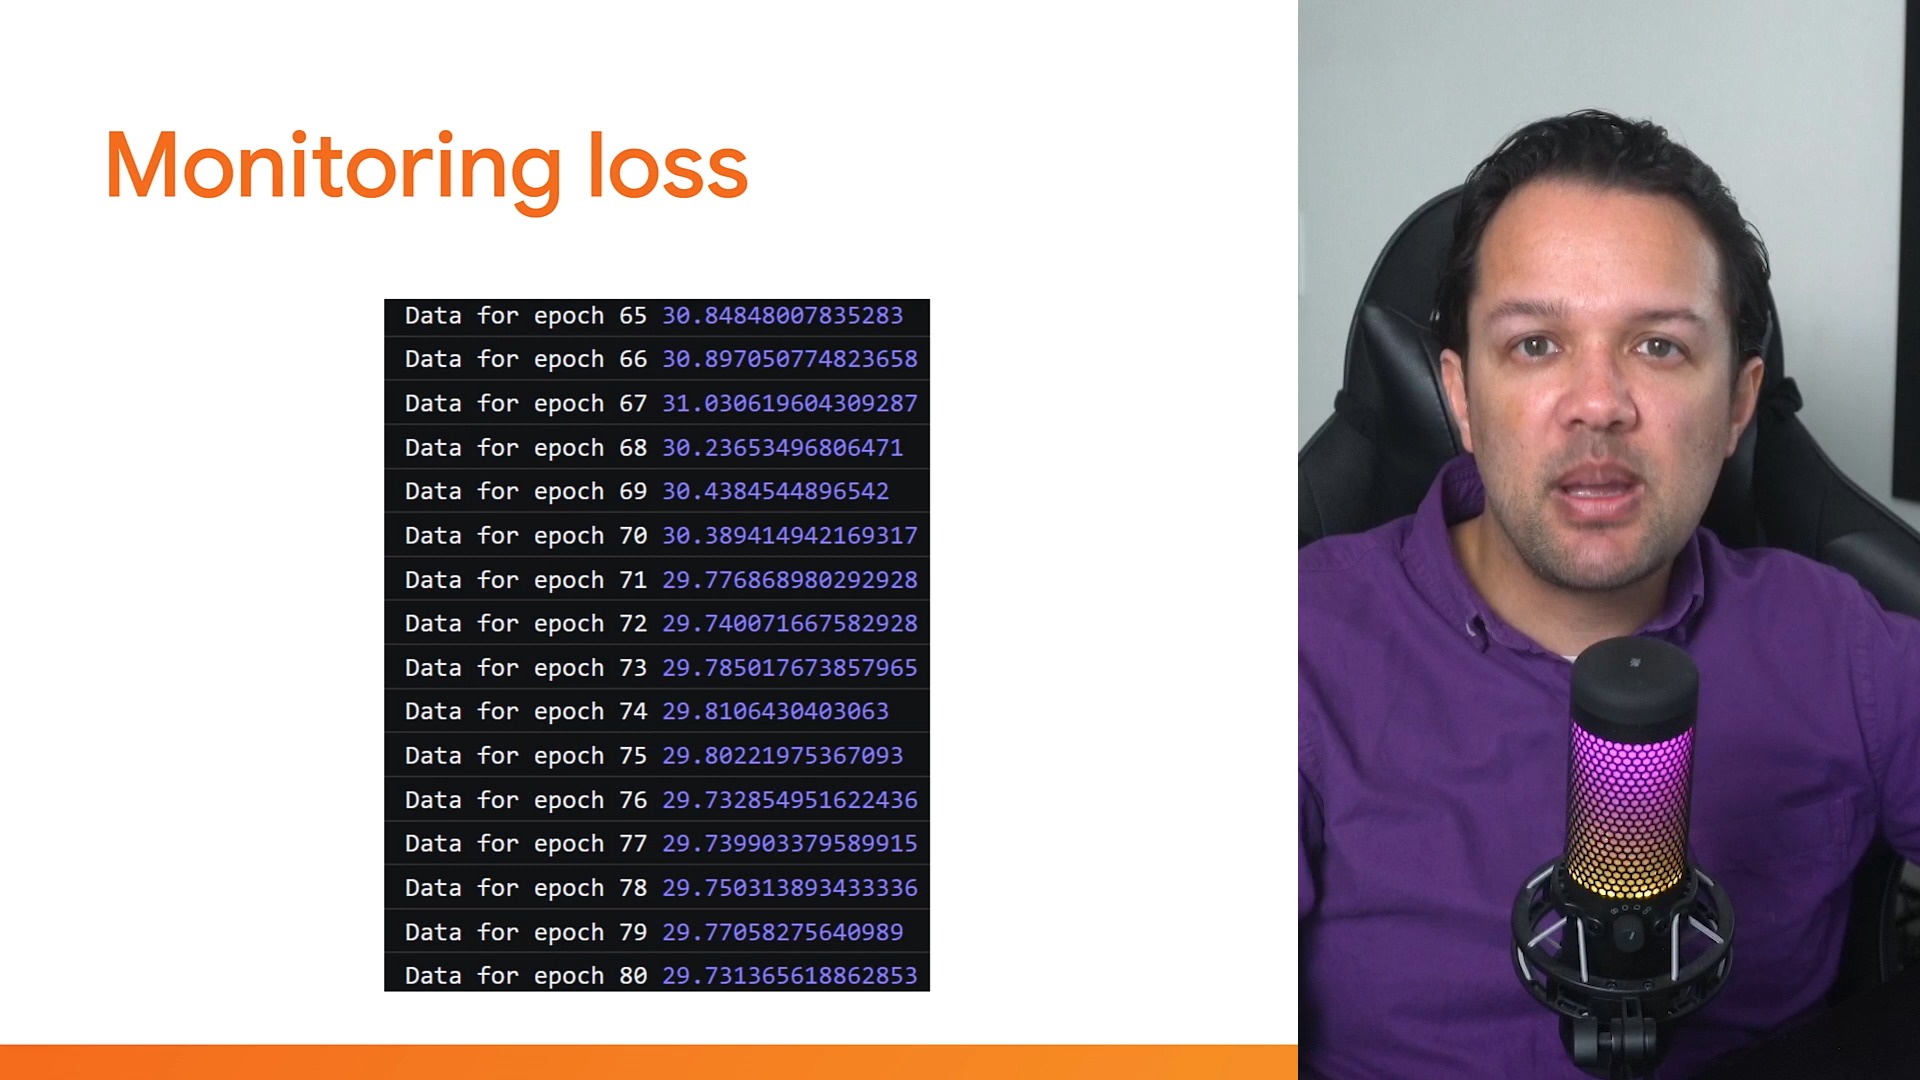 Monitoring loss
Data for epoch 65 30.84848007835283
Data for epoch 66 30.897050774823658
Data for epoch 67 31.030619604309287
Data for epoch 68 30.23653496806471
Data for epoch 69 30.4384544896542
Data for epoch 70 30.389414942169317
Data for epoch 71 29.776868980292928
Data for epoch 72 29.740071667582928
Data for epoch 73 29.785017673857965
Data for epoch 74 29.8106430403063
Data for epoch 75 29.80221975367093
Data for epoch 76 29.732854951622436
Data for epoch 77 29.739903379589915
Data for epoch 78 29.750313893433336
Data for epoch 79 29.77058275640989
Data for epoch 80 29.731365618862853